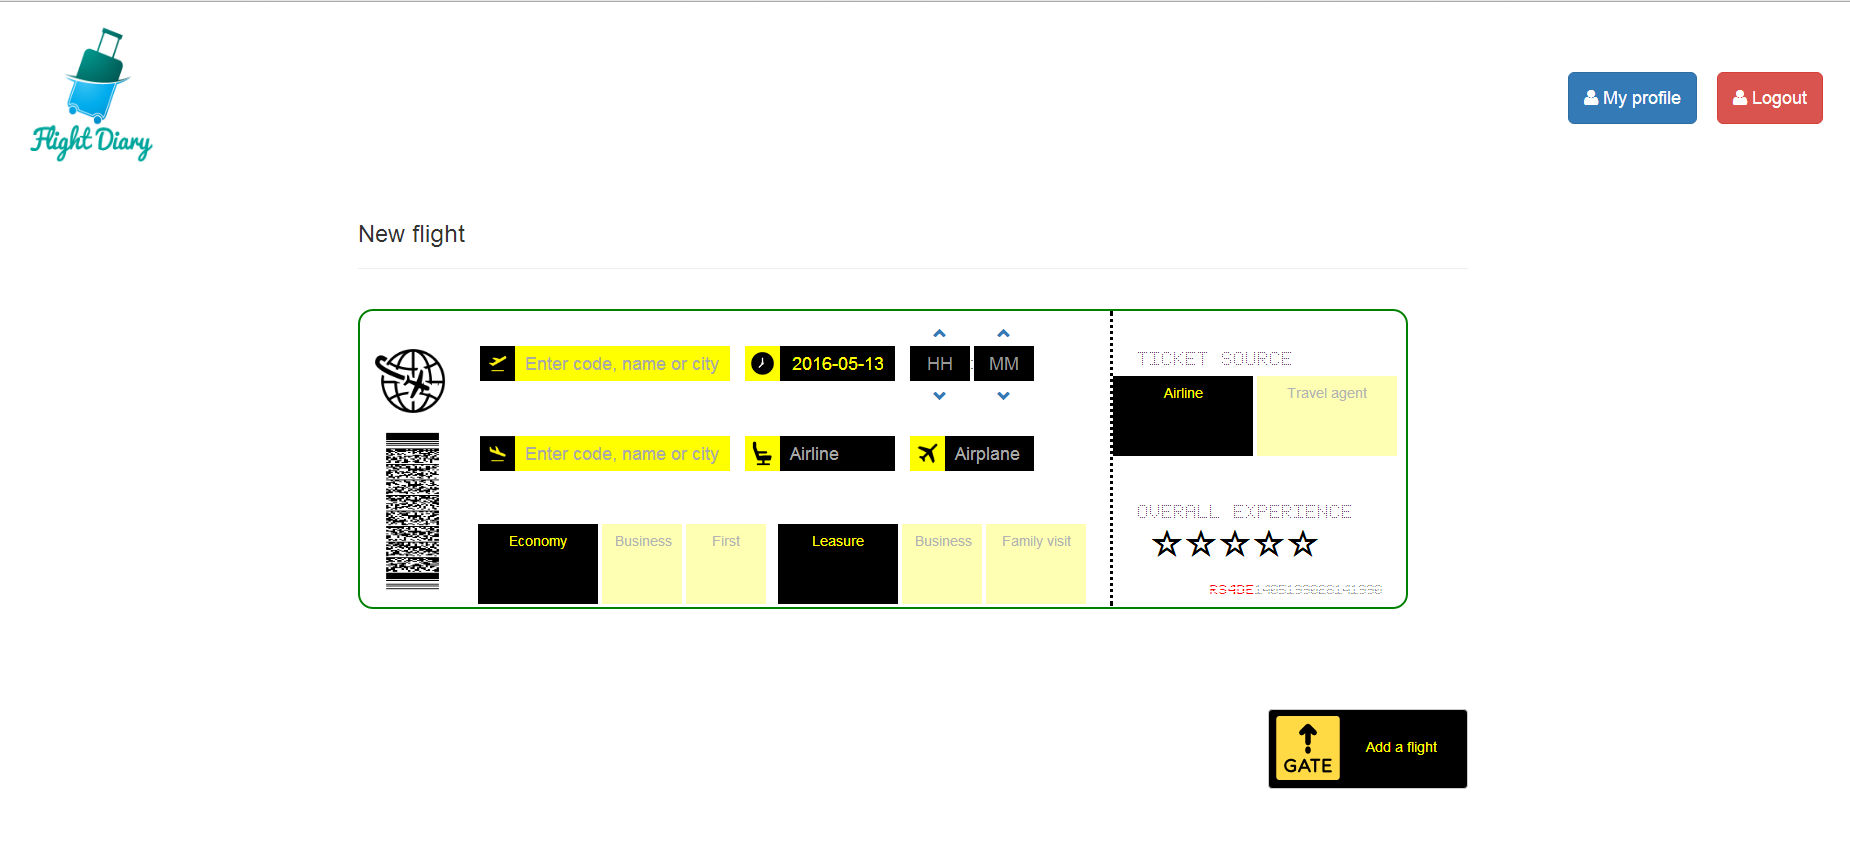 Flight Diary
My profile
Logout
New flight
Enter code, name or city
2016-05-13
HH : MM
TICKET SOURCE
Airline
Travel agent
Enter code, name or city
Airline
Airplane
OVERALL EXPERIENCE
Economy
Business
First
Leasure
Business
Family visit
GATE
Add a flight